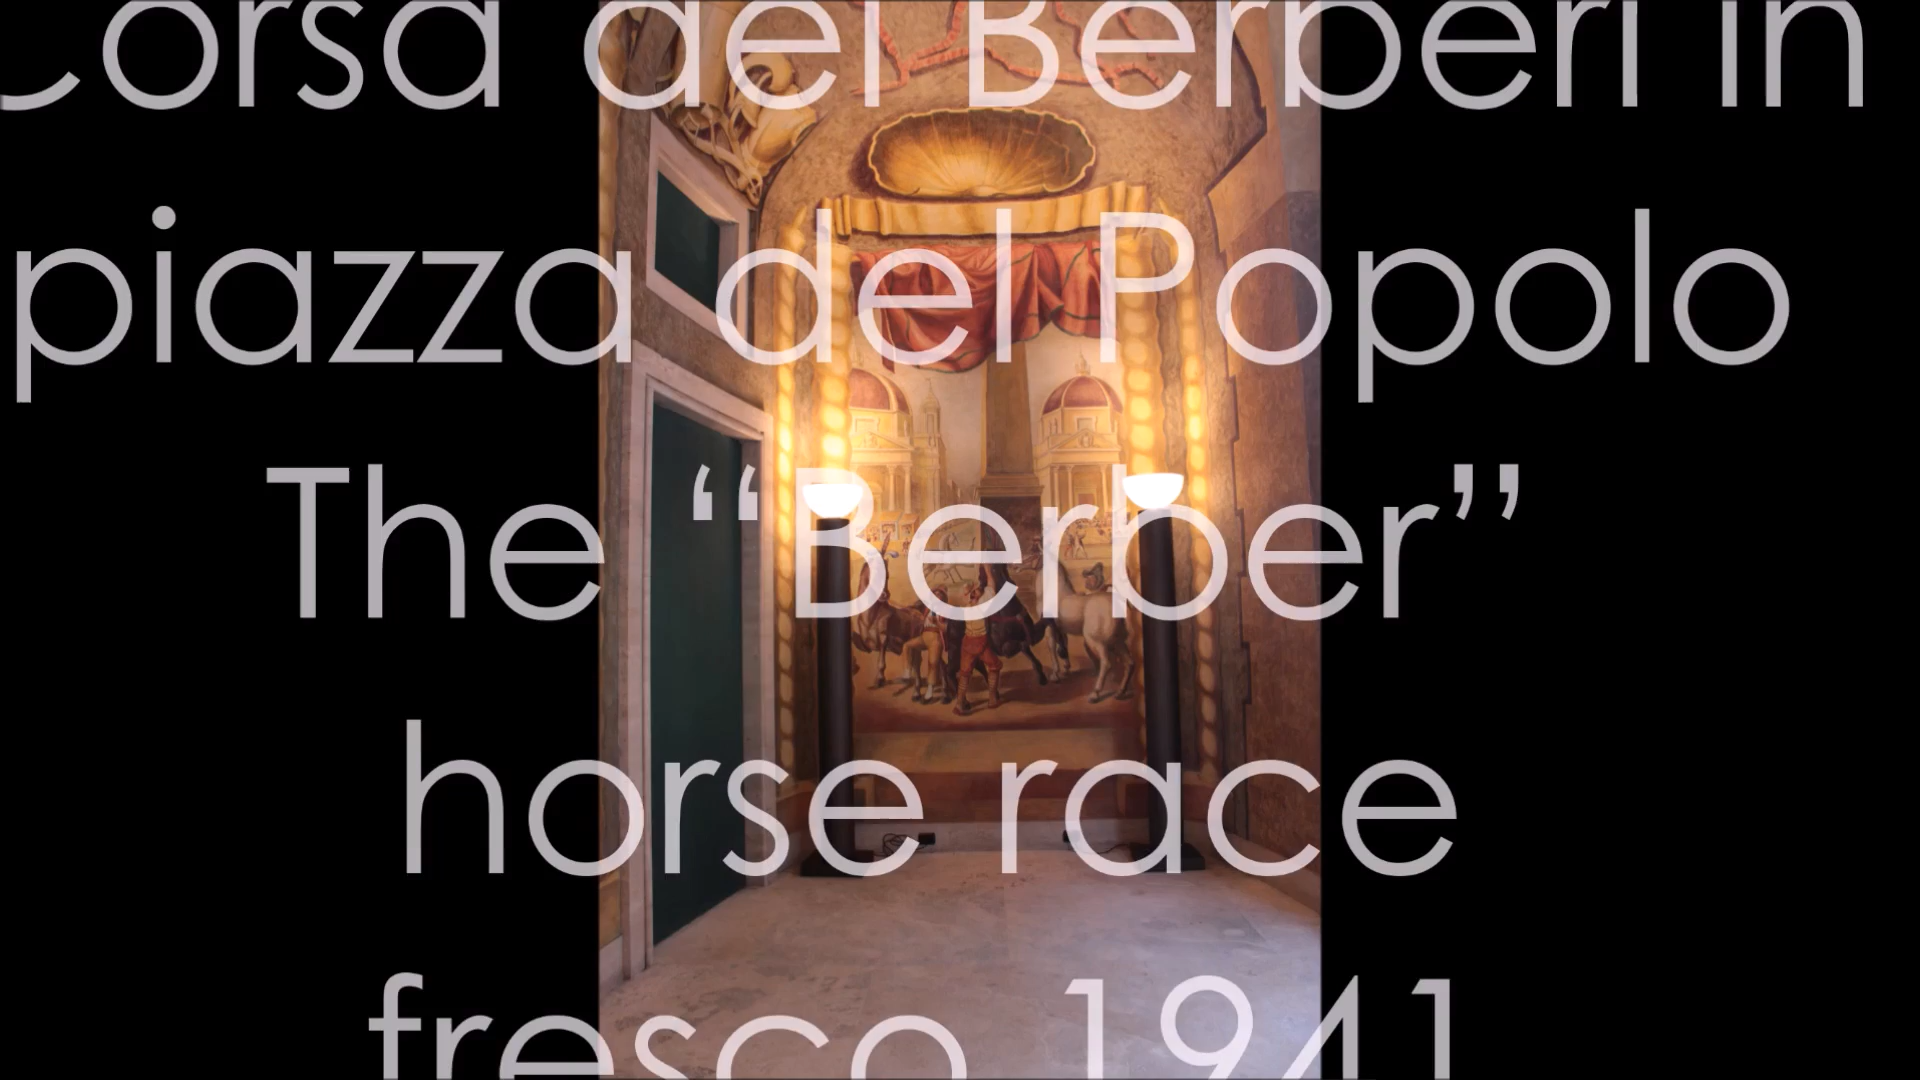 Corsa dei Berberi in
piazza del Popolo
The “Berber”
horse race
fresco 1941